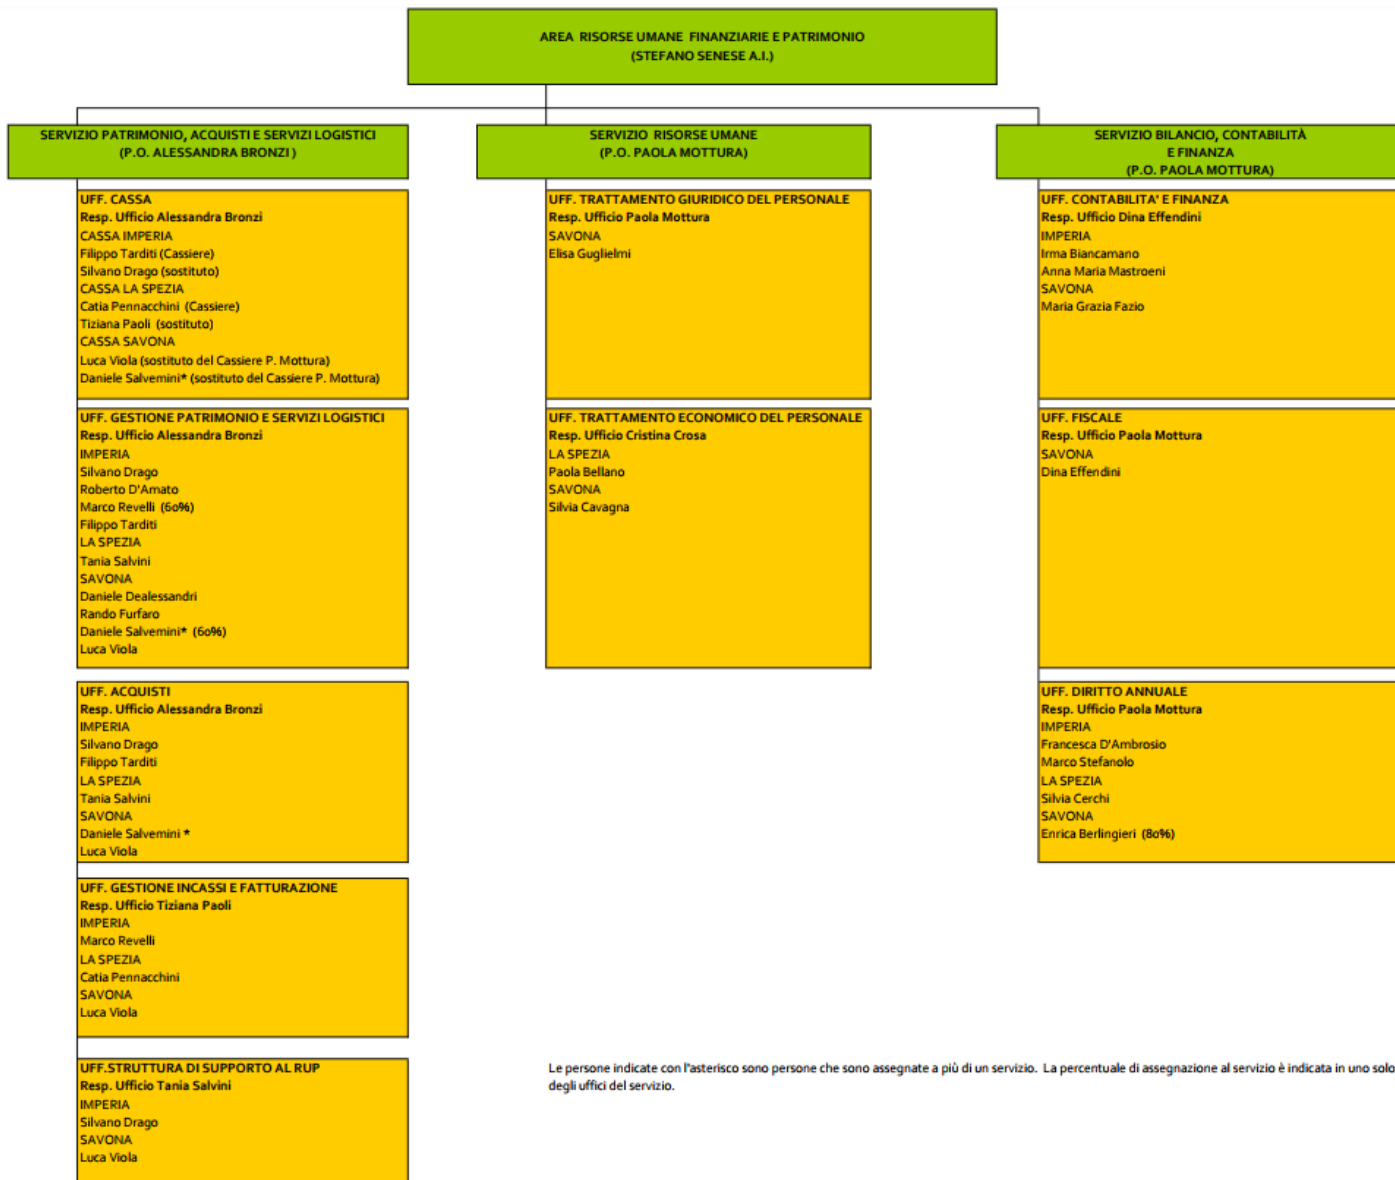 AREA RISORSE UMANE FINANZIARIE E PATRIMONIO
(STEFANO SENESE A.I.)
SERVIZIO PATRIMONIO, ACQUISTI E SERVIZI LOGISTICI
(P.O. ALESSANDRA BRONZI )
UFF. CASSA
Resp. Ufficio Alessandra Bronzi
CASSA IMPERIA
Filippo Tarditi (Cassiere)
Silvano Drago (sostituto)
CASSA LA SPEZIA
Catia Pennacchini (Cassiere)
Tiziana Paoli (sostituto)
CASSA SAVONA
Luca Viola (sostituto del Cassiere P. Mottura)
Daniele Salvemini* (sostituto del Cassiere P. Mottura)
UFF. GESTIONE PATRIMONIO E SERVIZI LOGISTICI
Resp. Ufficio Alessandra Bronzi
IMPERIA
Silvano Drago
Roberto D'Amato
Marco Revelli (60%)
Filippo Tarditi
LA SPEZIA
Tania Salvini
SAVONA
Daniele Dealessandri
Rando Furfaro
Daniele Salvemini* (60%)
Luca Viola
UFF. ACQUISTI
Resp. Ufficio Alessandra Bronzi
IMPERIA
Silvano Drago
Filippo Tarditi
LA SPEZIA
Tania Salvini
SAVONA
Daniele Salvemini *
Luca Viola
UFF. GESTIONE INCASSI E FATTURAZIONE
Resp. Ufficio Tiziana Paoli
IMPERIA
Marco Revelli
LA SPEZIA
Catia Pennacchini
SAVONA
Luca Viola
UFF.STRUTTURA DI SUPPORTO AL RUP
Resp. Ufficio Tania Salvini
IMPERIA
Silvano Drago
SAVONA
Luca Viola
SERVIZIO RISORSE UMANE
(P.O. PAOLA MOTTURA)
UFF. TRATTAMENTO GIURIDICO DEL PERSONALE
Resp. Ufficio Paola Mottura
SAVONA
Elisa Guglielmi
UFF. TRATTAMENTO ECONOMICO DEL PERSONALE
Resp. Ufficio Cristina Crosa
LA SPEZIA
Paola Bellano
SAVONA
Silvia Cavagna
SERVIZIO BILANCIO, CONTABILITÀ
E FINANZA
(P.O. PAOLA MOTTURA)
UFF. CONTABILITA' E FINANZA
Resp. Ufficio Dina Effendini
IMPERIA
Irma Biancamano
Anna Maria Mastroeni
SAVONA
Maria Grazia Fazio
UFF. FISCALE
Resp. Ufficio Paola Mottura
SAVONA
Dina Effendini
UFF. DIRITTO ANNUALE
Resp. Ufficio Paola Mottura
IMPERIA
Francesca D'Ambrosio
Marco Stefanolo
LA SPEZIA
Silvia Cerchi
SAVONA
Enrica Berlingieri (80%)
Le persone indicate con l'asterisco sono persone che sono assegnate a più di un servizio. La percentuale di assegnazione al servizio è indicata in uno solo
degli uffici del servizio.